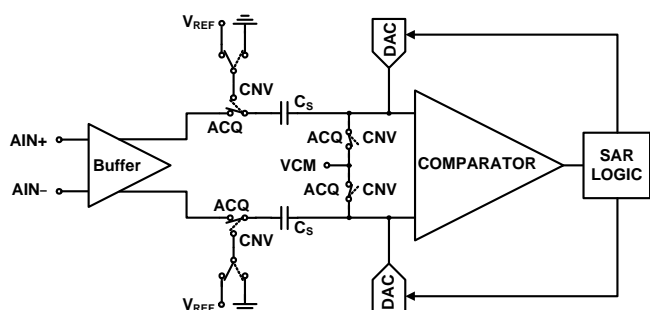 VREF
DAC
CNV
CS
ACQ
AIN+
Buffer
AIN−
ACQ CNV
VCM
ACQ CNV
COMPARATOR
SAR
LOGIC
ACQ
CS
CNV
VREF
DAC